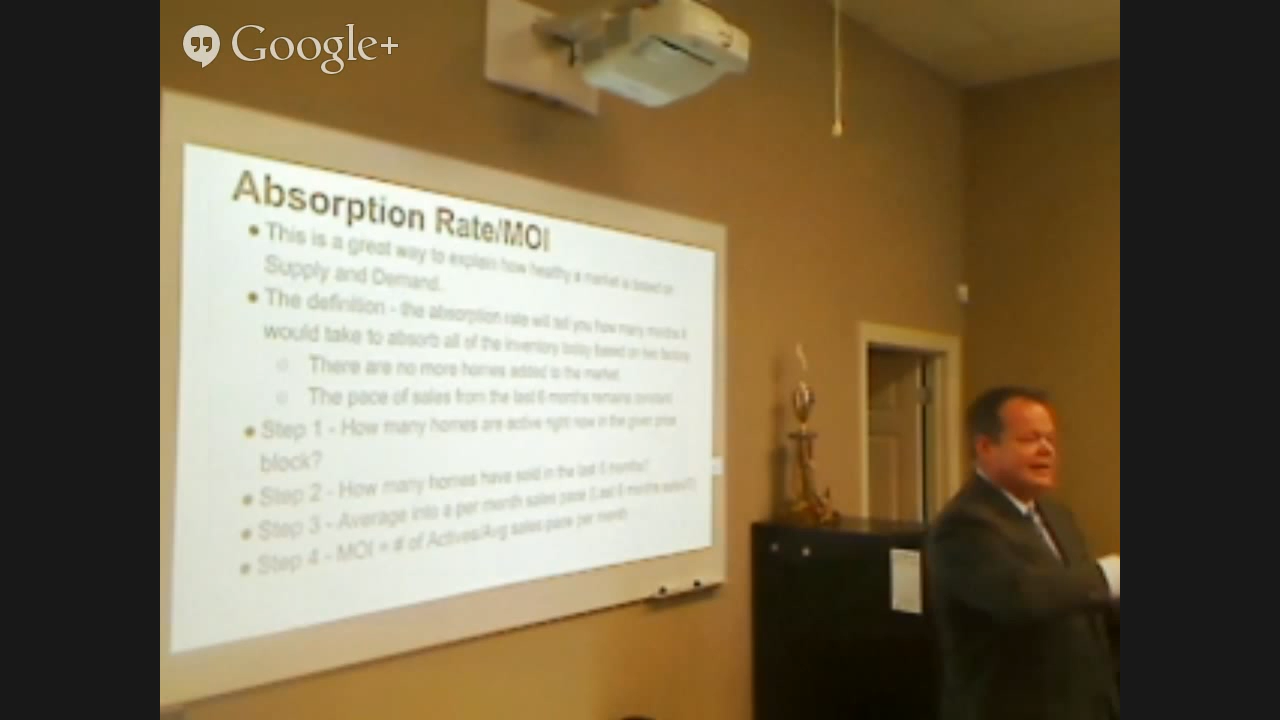 Google+
Absorption Rate/MOI
• This is a great way to explain how healthy a market is based on
Supply and Demand.
• The definition - the absorption rate will tell you how many months it
would take to absorb all of the inventory today based on two factors
○ There are no more homes added to the market.
○ The pace of sales from the last 6 months remains constant.
• Step 1 - How many homes are active right now in the given price
block?
• Step 2 - How many homes have sold in the last 6 months?
• Step 3 - Average into a per month sales pace (Last 6 months
• Step 4 - MOI = # of Actives/Avg sales pace per month